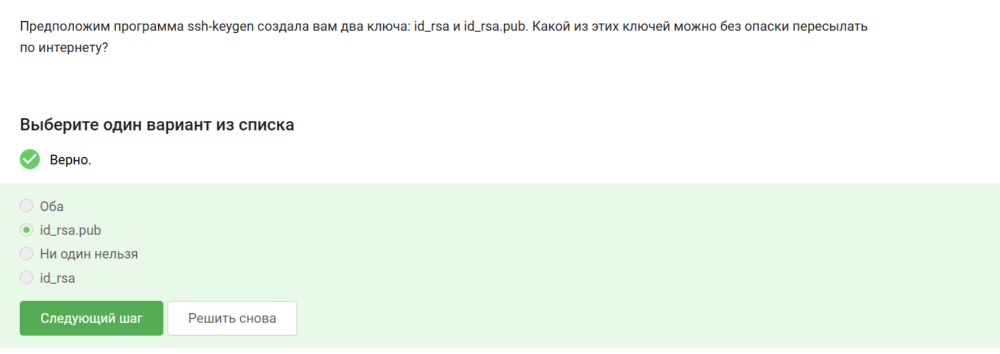 Предположим программа ssh-keygen создала вам два ключа: id_rsa и id_rsa.pub. Какой из этих ключей можно без опаски пересылать
по интернету?
Выберите один вариант из списка
Верно.
Оба
id_rsa.pub
Ни один нельзя
id_rsa
Следующий шаг
Решить снова